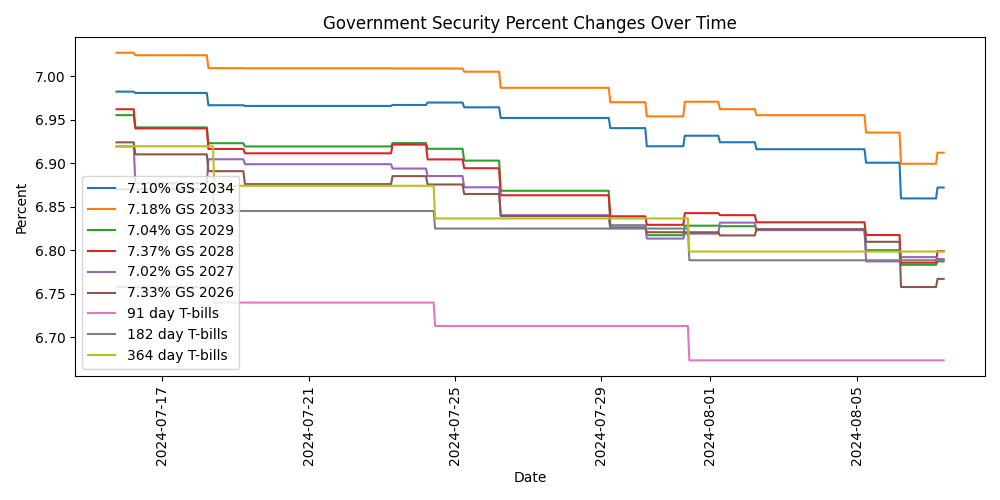 Government Security Percent Changes Over Time
Percent
7.00
6.95
6.90
6.85
6.80
6.75
6.70
7.10% GS 2034
7.18% GS 2033
7.04% GS 2029
7.37% GS 2028
7.02% GS 2027
7.33% GS 2026
91 day T-bills
182 day T-bills
364 day T-bills
2024-07-17
2024-07-21
2024-07-25
2024-07-29
2024-08-01
2024-08-05
Date